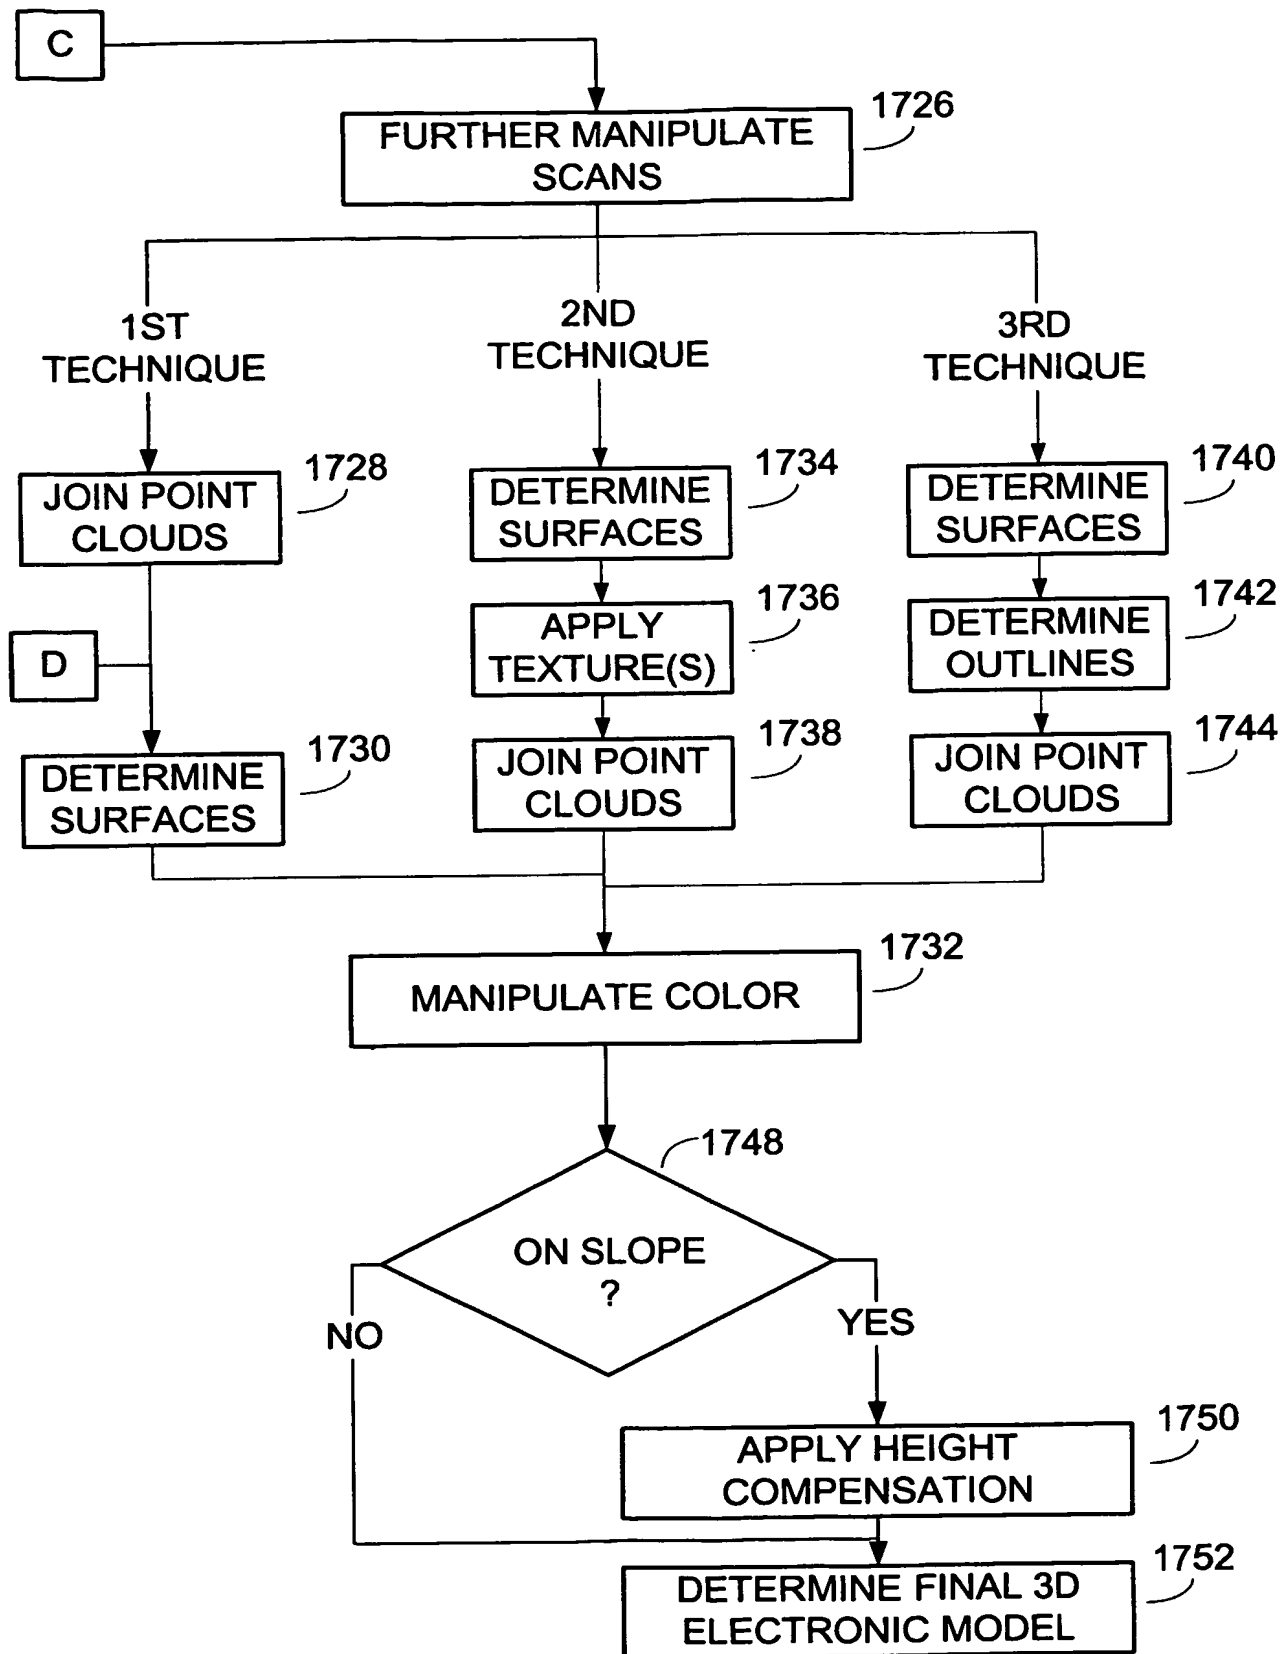 C
1726
FURTHER MANIPULATE
SCANS
1ST
TECHNIQUE
2ND
TECHNIQUE
3RD
TECHNIQUE
1728
JOIN POINT
CLOUDS
D
1730
DETERMINE
SURFACES
1734
DETERMINE
SURFACES
1736
APPLY
TEXTURE(S)
1738
JOIN POINT
CLOUDS
1740
DETERMINE
SURFACES
1742
DETERMINE
OUTLINES
1744
JOIN POINT
CLOUDS
1732
MANIPULATE COLOR
1748
ON SLOPE
?
NO
YES
1750
APPLY HEIGHT
COMPENSATION
1752
DETERMINE FINAL 3D
ELECTRONIC MODEL